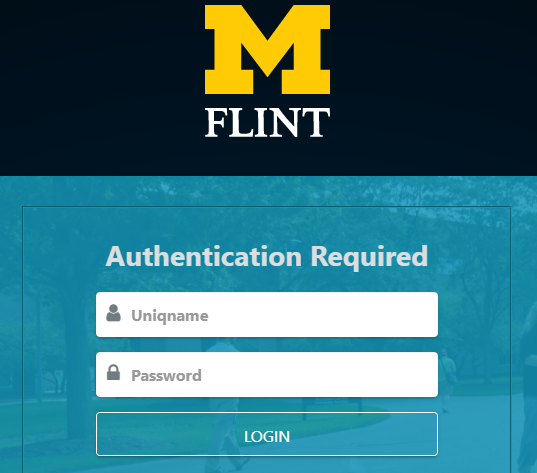 M
FLINT
Authentication Required
Uniqname
Password
LOGIN